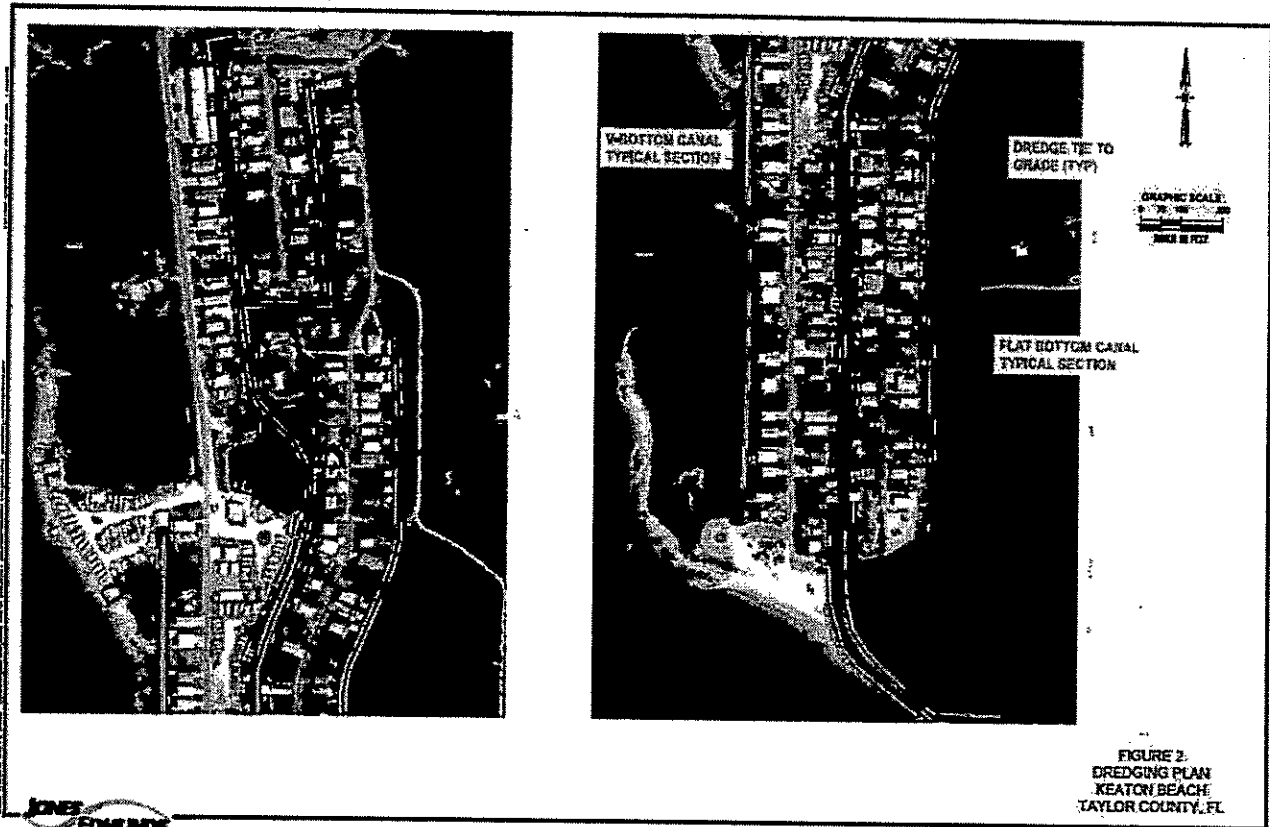 V-BOTTOM CANAL
TYPICAL SECTION
DREDGE TIE TO
GRADE (TYP)
GRAPHIC SCALE
FLAT BOTTOM CANAL
TYPICAL SECTION
FIGURE 2:
DREDGING PLAN
KEATON BEACH
TAYLOR COUNTY, FL
JONES
EDMUNDS